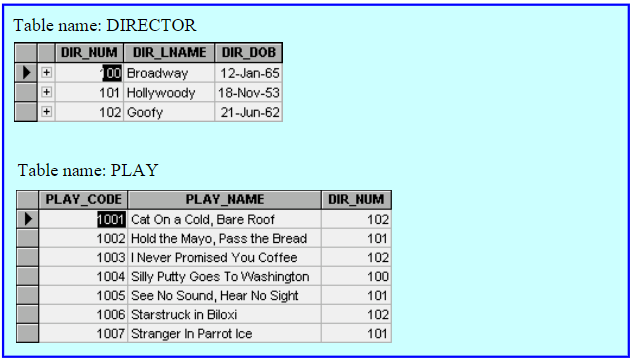 Table name: DIRECTOR
DIR_NUM DIR_LNAME DIR_DOB
100 Broadway 12-Jan-65
101 Hollywoody 18-Nov-53
102 Goofy 21-Jun-62
Table name: PLAY
PLAY_CODE PLAY_NAME DIR_NUM
1001 Cat On a Cold, Bare Roof 102
1002 Hold the Mayo, Pass the Bread 101
1003 I Never Promised You Coffee 102
1004 Silly Putty Goes To Washington 100
1005 See No Sound, Hear No Sight 101
1006 Starstruck in Biloxi 102
1007 Stranger In Parrot Ice 101